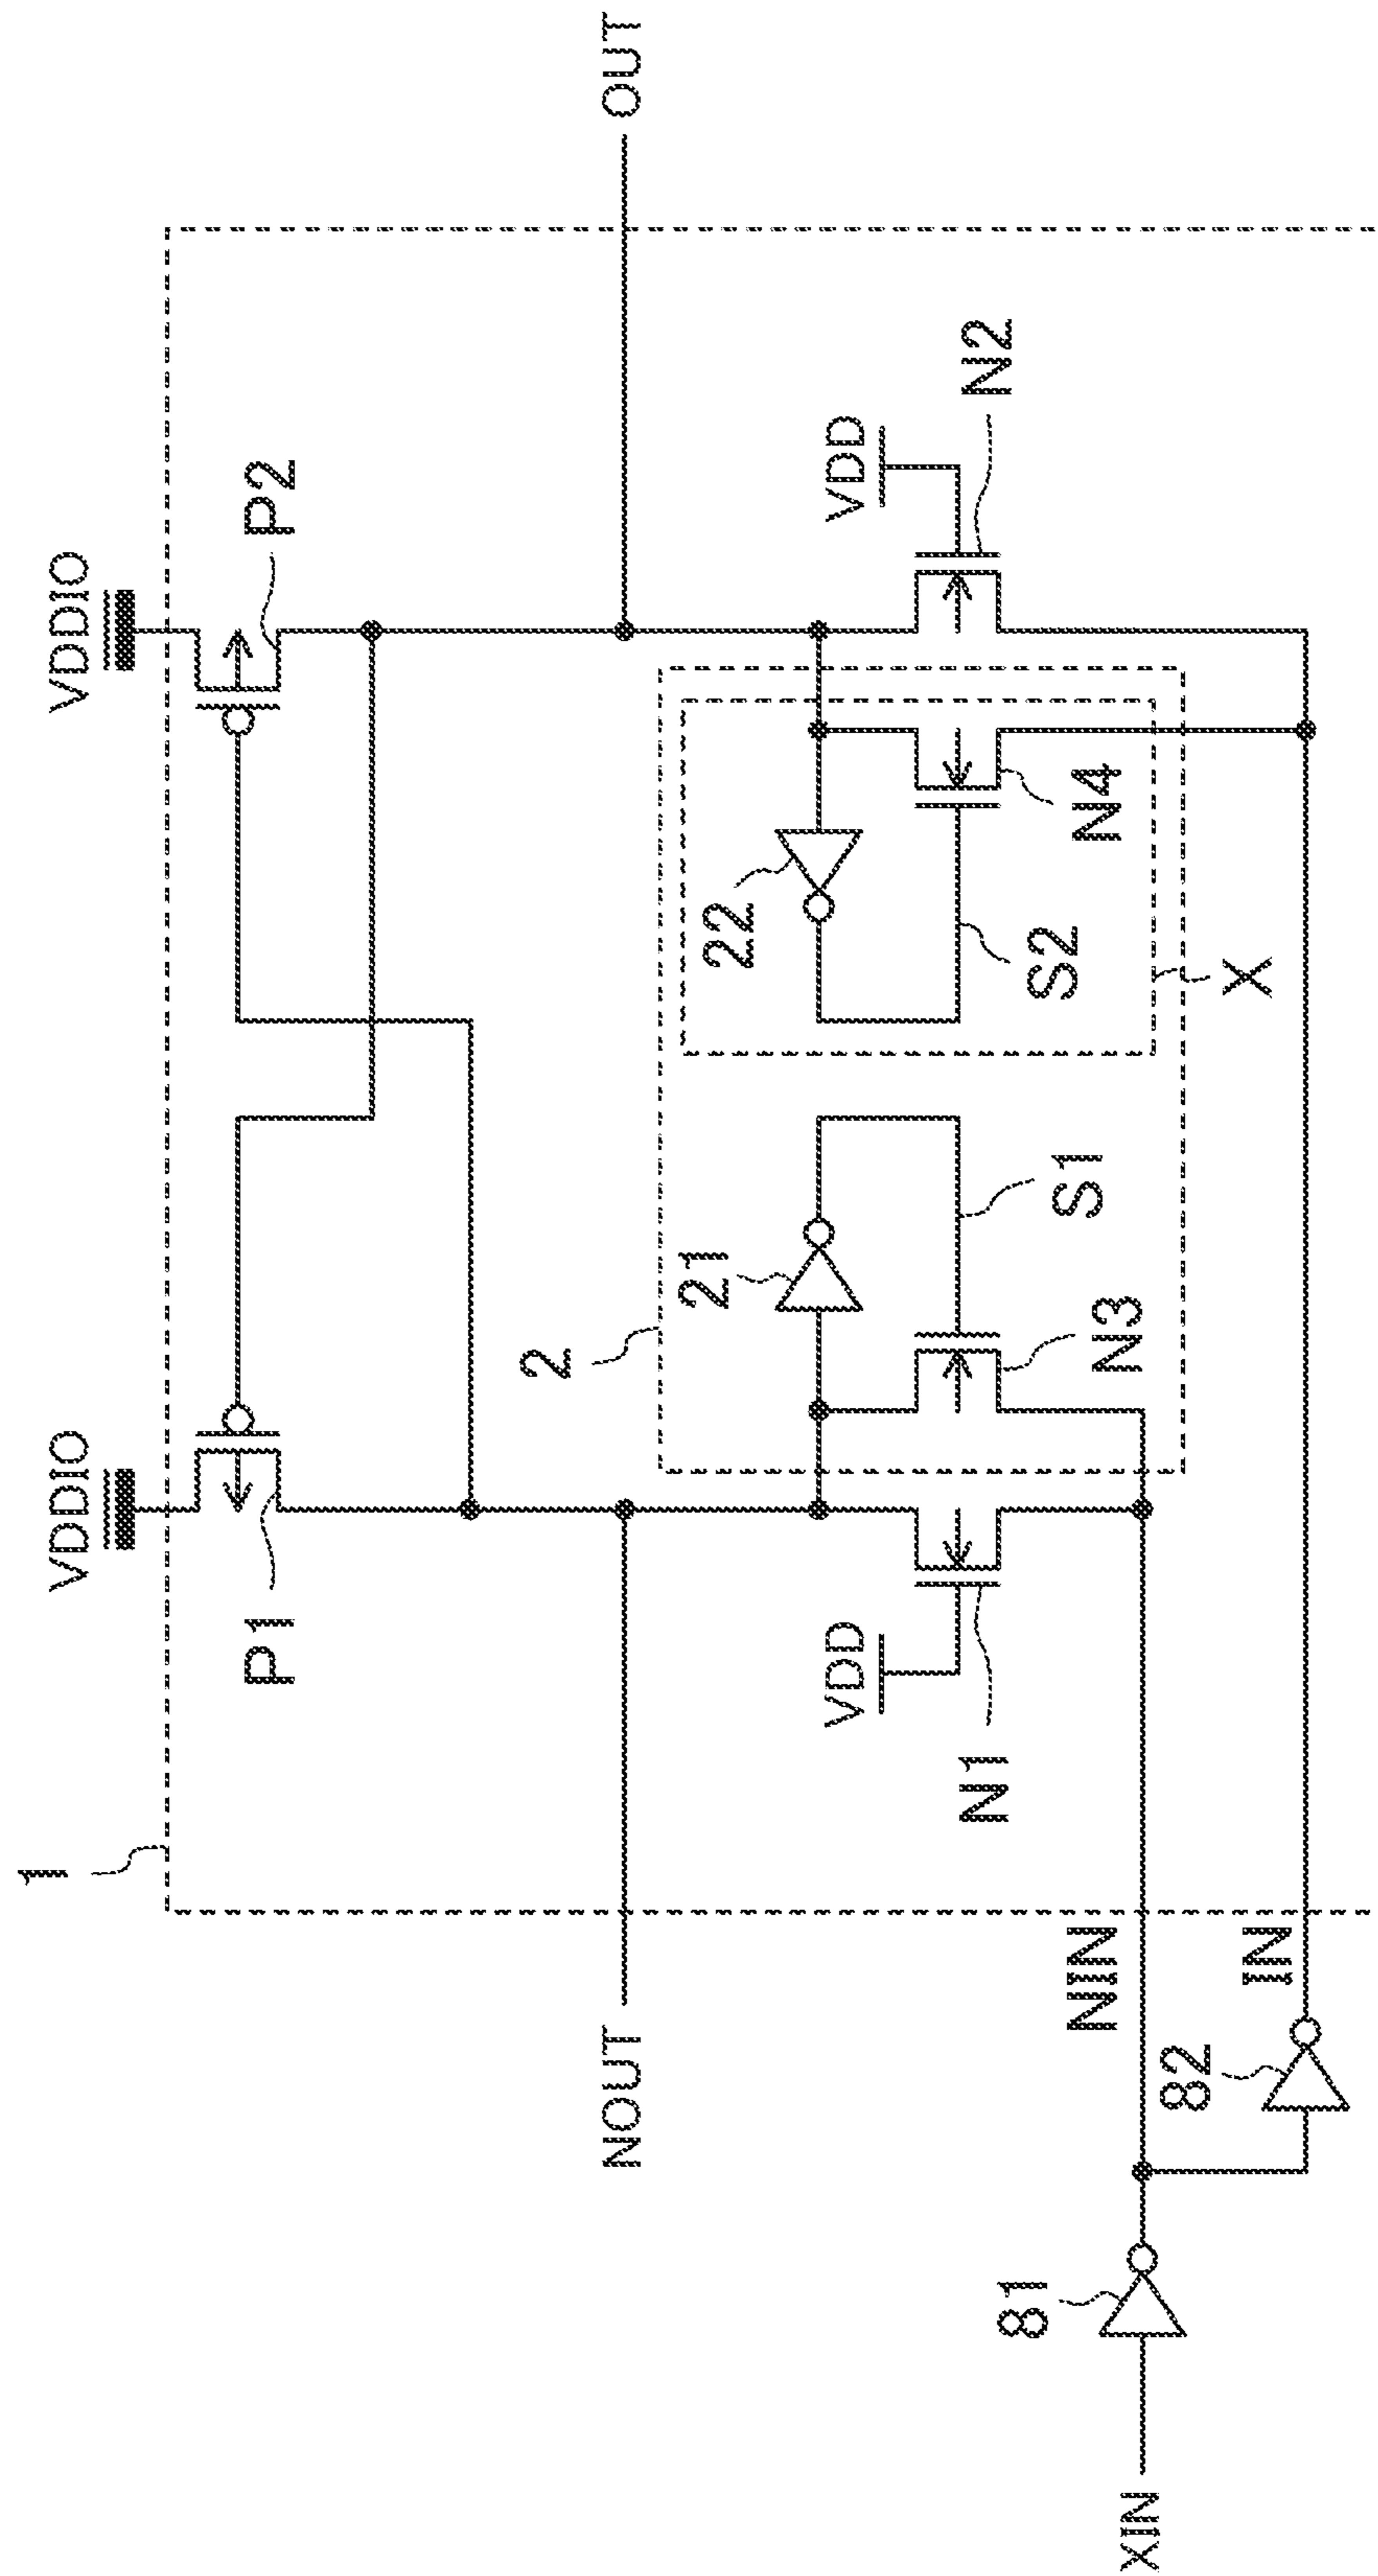 1
VDDIO
VDDIO
P1
P2
NOUT
OUT
2
21
22
VDD
VDD
N1
N2
S1
S2
N3
N4
X
NIN
IN
XIN
81
82